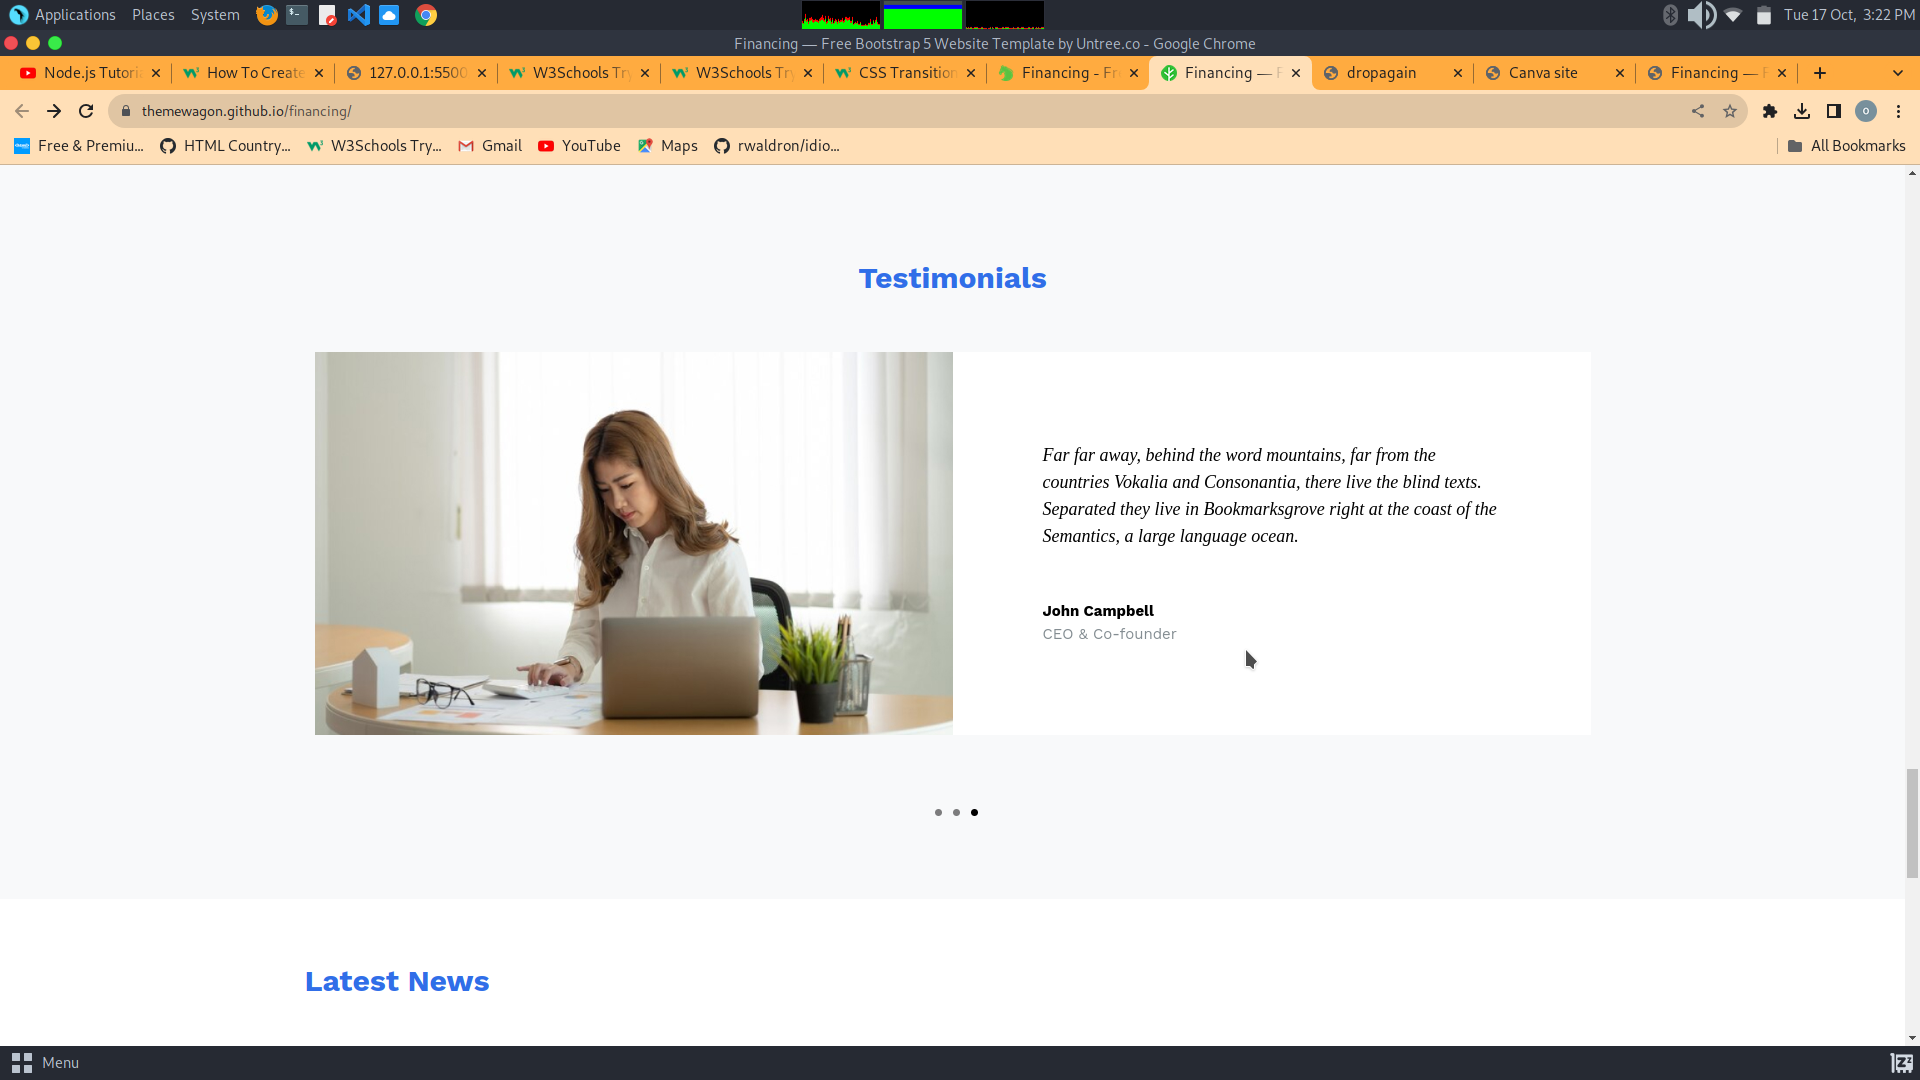 Applications Places System
Tue 17 Oct, 3:22 PM
Financing — Free Bootstrap 5 Website Template by Untree.co - Google Chrome
Node.js Tutori How To Create 127.0.0.1:5500 W3Schools Try W3Schools Try CSS Transition Financing - Fr Financing — F dropagain Canva site Financing — F
themewagon.github.io/financing/
Free & Premiu... HTML Country... W3Schools Try... Gmail YouTube Maps rwaldron/idio... All Bookmarks
Testimonials
Far far away, behind the word mountains, far from the
countries Vokalia and Consonantia, there live the blind texts.
Separated they live in Bookmarksgrove right at the coast of the
Semantics, a large language ocean.
John Campbell
CEO & Co-founder
Latest News
Menu